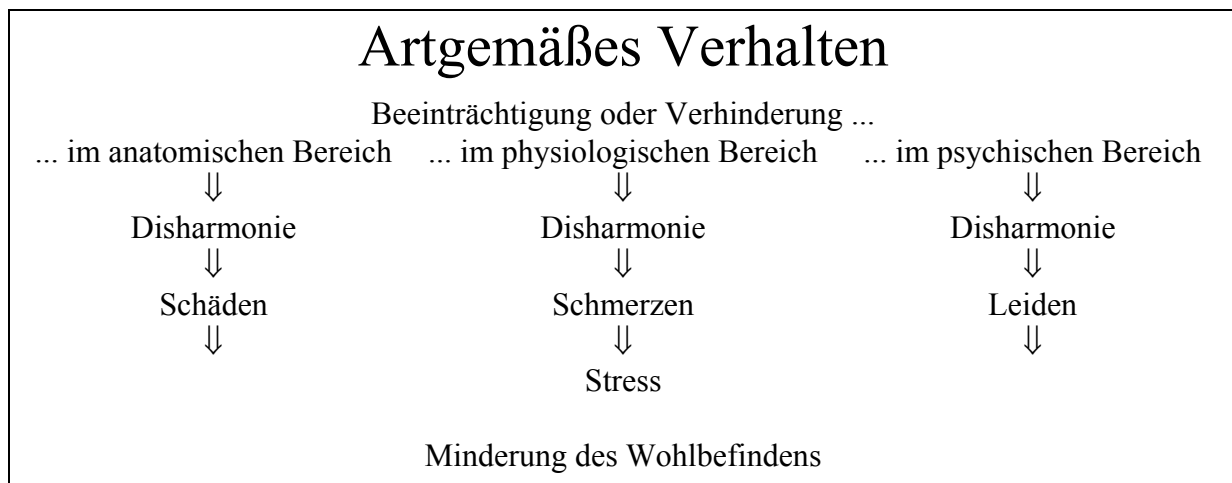 Artgemäßes Verhalten
Beeinträchtigung oder Verhinderung ...
... im anatomischen Bereich ... im physiologischen Bereich ... im psychischen Bereich
⇓ ⇓ ⇓
Disharmonie Disharmonie Disharmonie
⇓ ⇓ ⇓
Schäden Schmerzen Leiden
⇓ ⇓ ⇓
Stress
Minderung des Wohlbefindens